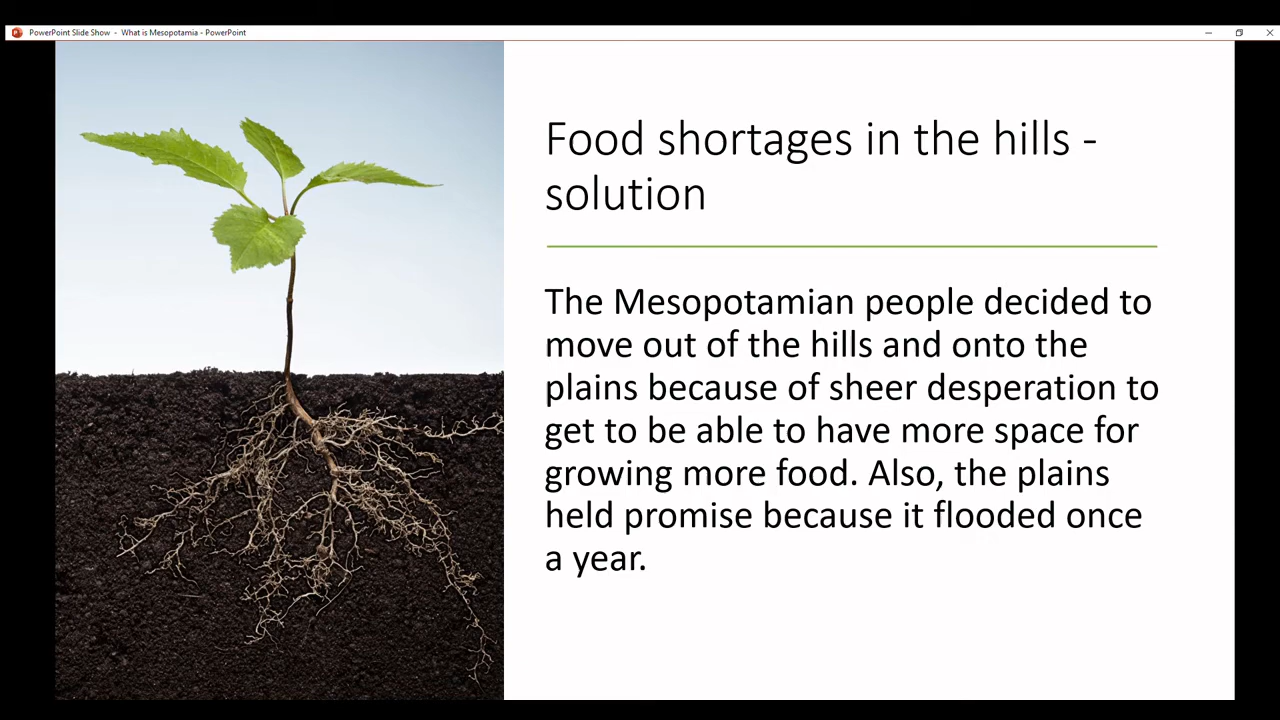 PowerPoint Slide Show - What is Mesopotamia - PowerPoint
Food shortages in the hills -
solution
The Mesopotamian people decided to
move out of the hills and onto the
plains because of sheer desperation to
get to be able to have more space for
growing more food. Also, the plains
held promise because it flooded once
a year.